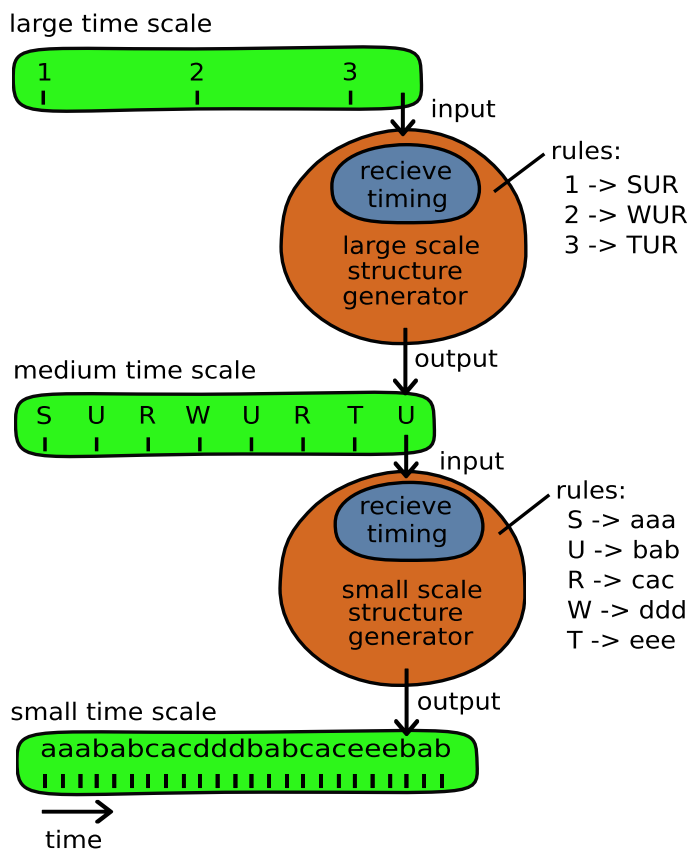 large time scale
1 2 3
input
recieve
timing
large scale
structure
generator
rules:
1 -> SUR
2 -> WUR
3 -> TUR
output
medium time scale
S U R W U R T U
input
recieve
timing
small scale
structure
generator
rules:
S -> aaa
U -> bab
R -> cac
W -> ddd
T -> eee
output
small time scale
aaababcacdddbabcaceeebab
time